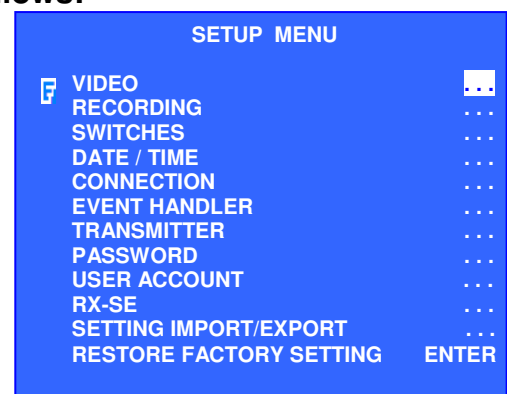 SETUP MENU
F VIDEO ...
RECORDING ...
SWITCHES ...
DATE / TIME ...
CONNECTION ...
EVENT HANDLER ...
TRANSMITTER ...
PASSWORD ...
USER ACCOUNT ...
RX-SE ...
SETTING IMPORT/EXPORT ...
RESTORE FACTORY SETTING ENTER